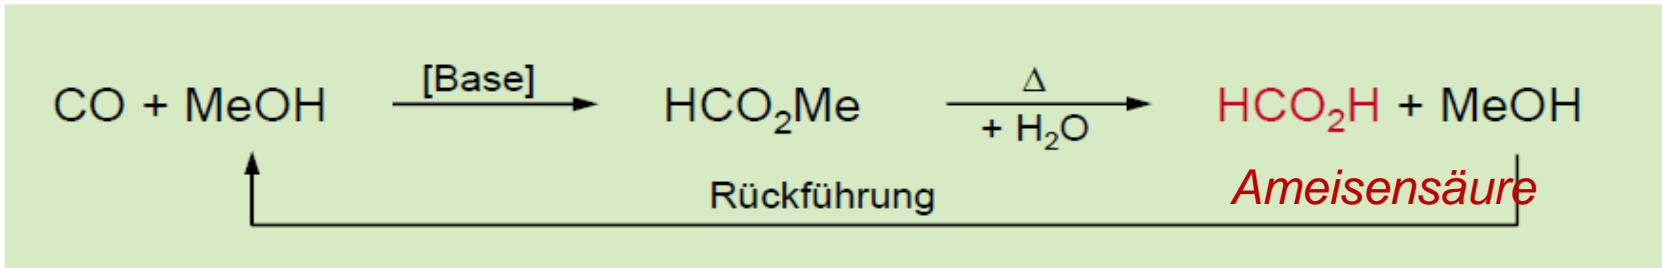 [Base]
Δ
CO + MeOH HCO₂Me HCO₂H + MeOH
+ H₂O
Rückführung
Ameisensäure